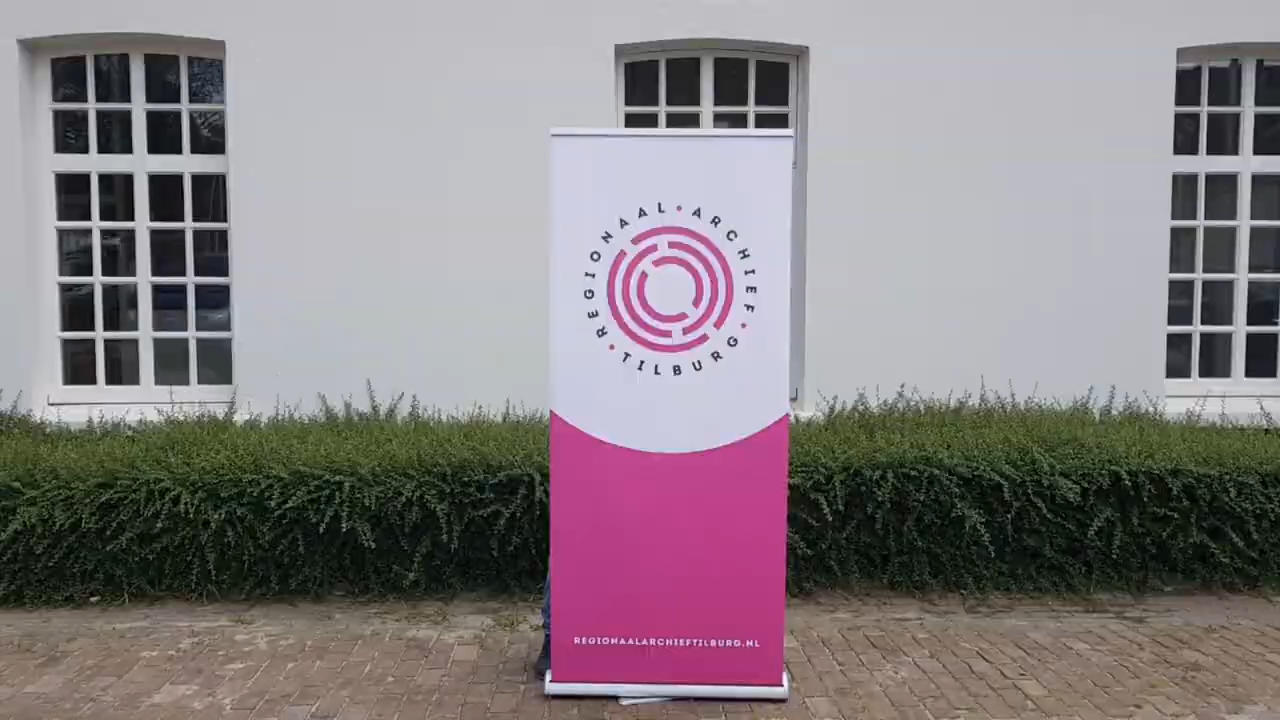 REGIONAAL • ARCHIEF • TILBURG •
REGIONAALARCHIEFTILBURG.NL